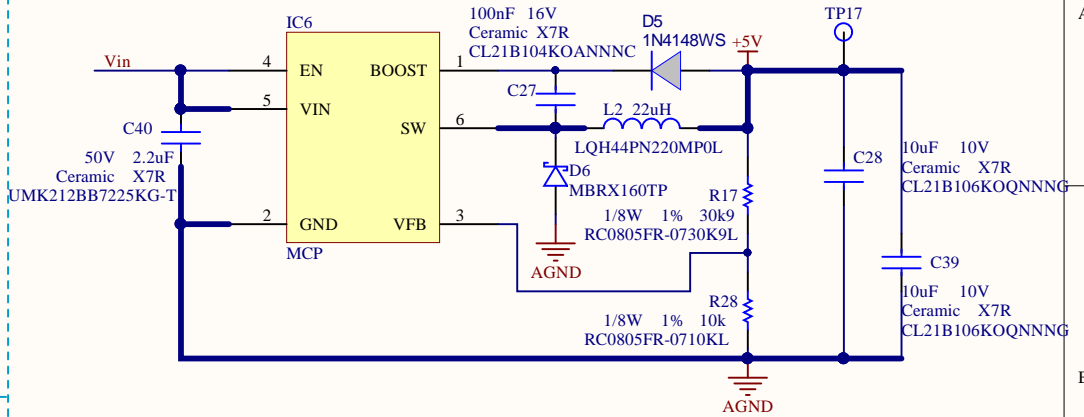 IC6
MCP
Vin
4
EN
5
VIN
2
GND
BOOST
1
SW
6
VFB
3
C40
50V 2.2uF
Ceramic X7R
UMK212BB7225KG-T
100nF 16V
Ceramic X7R
CL21B104KOANNNC
C27
D5
1N4148WS
+5V
TP17
L2 22uH
LQH44PN220MP0L
D6
MBRX160TP
AGND
R17
1/8W 1% 30k9
RC0805FR-0730K9L
R28
1/8W 1% 10k
RC0805FR-0710KL
AGND
C28
10uF 10V
Ceramic X7R
CL21B106KOQNNNG
C39
10uF 10V
Ceramic X7R
CL21B106KOQNNNG